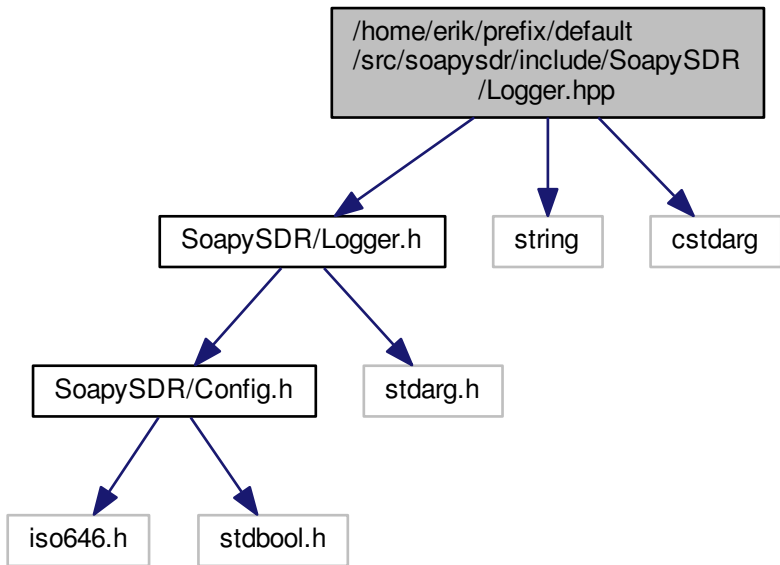 /home/erik/prefix/default
/src/soapysdr/include/SoapySDR
/Logger.hpp
SoapySDR/Logger.h
string
cstdarg
SoapySDR/Config.h
stdarg.h
iso646.h
stdbool.h